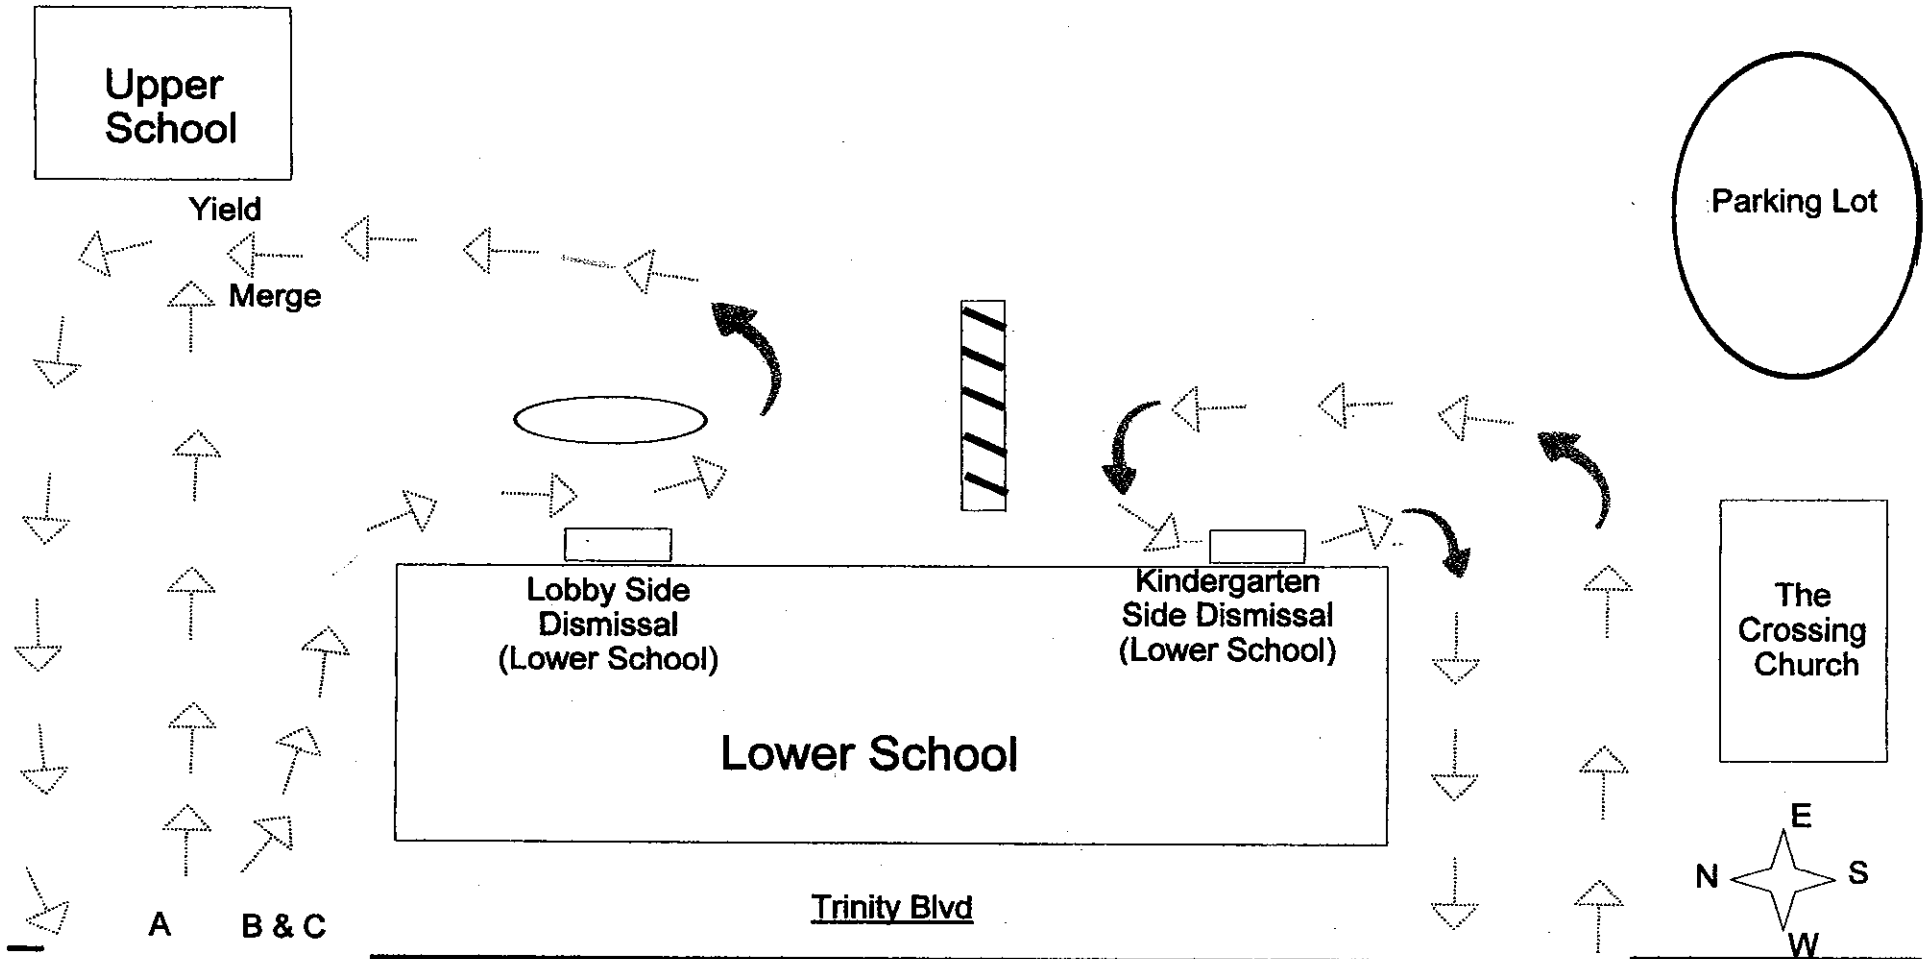 Upper
School
Yield
Merge
Parking Lot
Lobby Side
Dismissal
(Lower School)
Kindergarten
Side Dismissal
(Lower School)
The
Crossing
Church
Lower School
E
N
S
W
A
B & C
Trinity Blvd